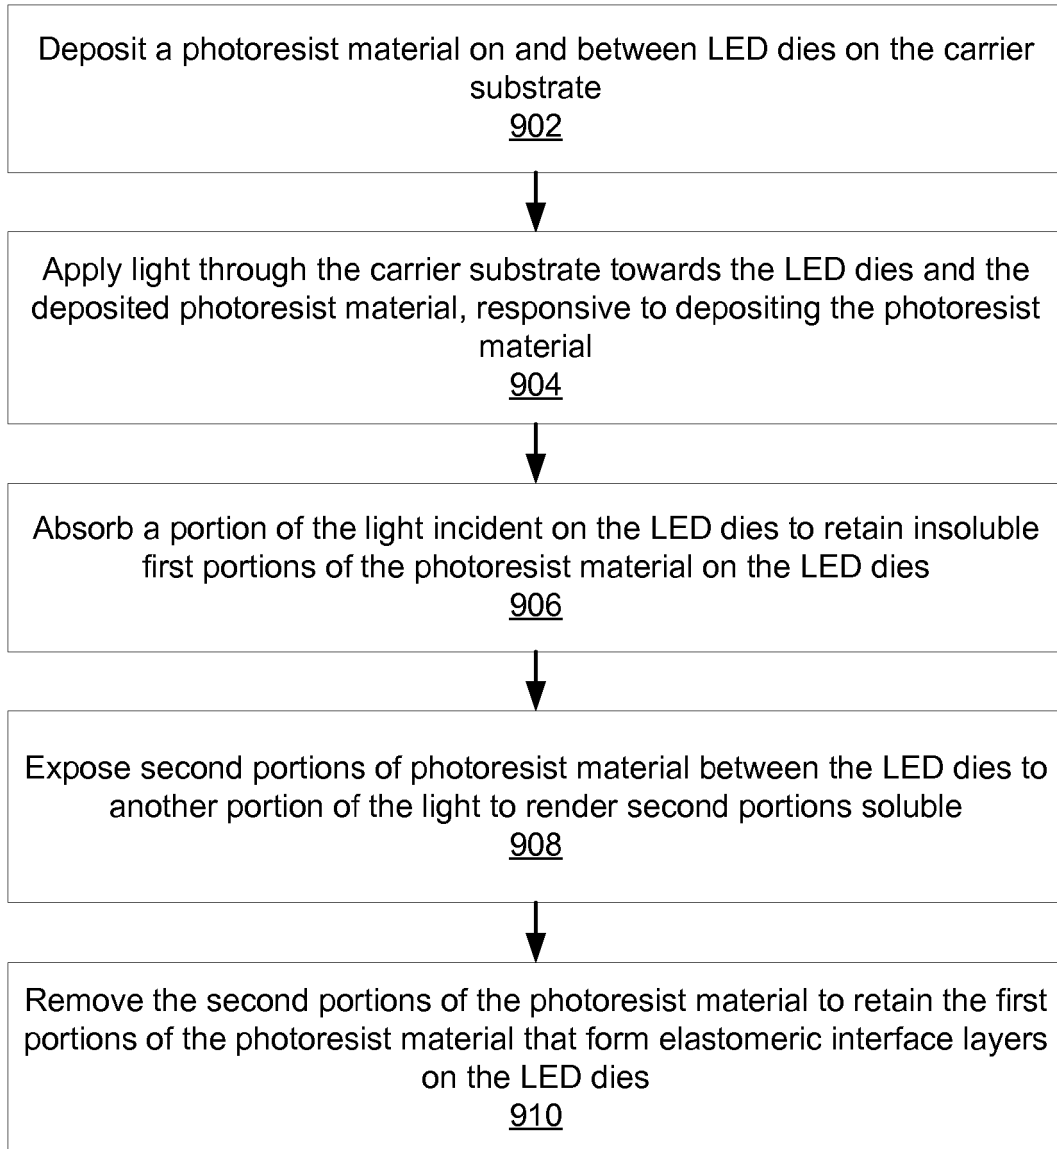 Deposit a photoresist material on and between LED dies on the carrier
substrate
902
Apply light through the carrier substrate towards the LED dies and the
deposited photoresist material, responsive to depositing the photoresist
material
904
Absorb a portion of the light incident on the LED dies to retain insoluble
first portions of the photoresist material on the LED dies
906
Expose second portions of photoresist material between the LED dies to
another portion of the light to render second portions soluble
908
Remove the second portions of the photoresist material to retain the first
portions of the photoresist material that form elastomeric interface layers
on the LED dies
910